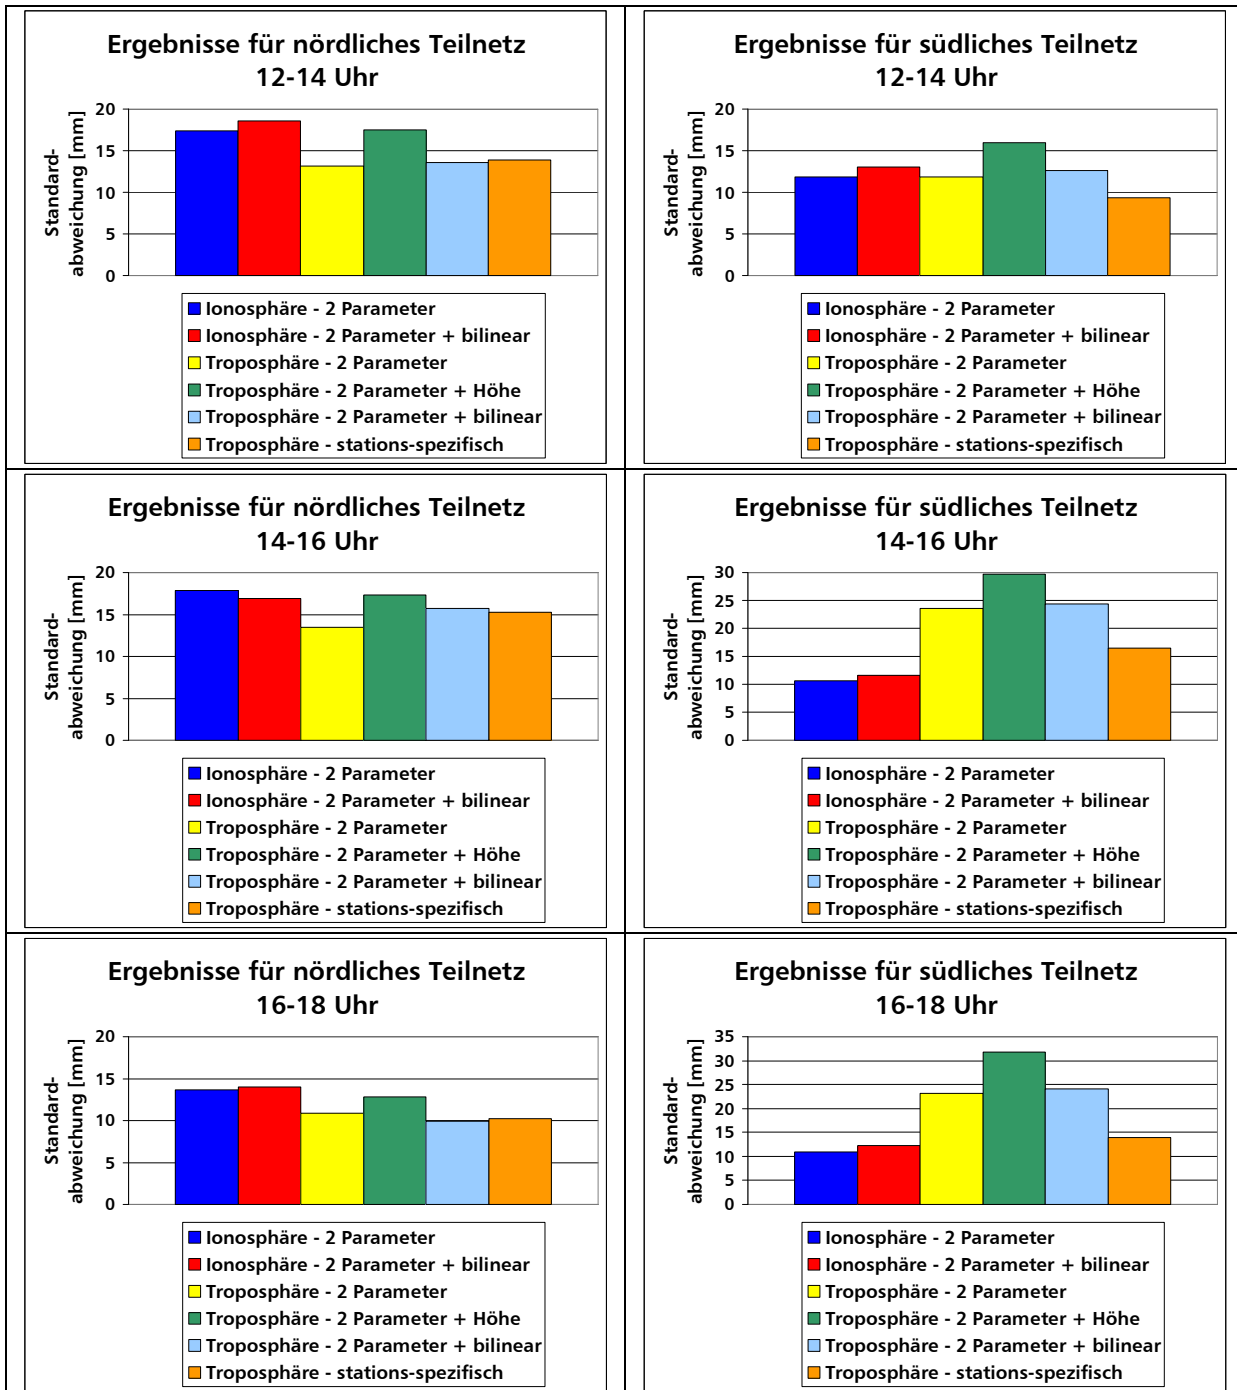 Ergebnisse für nördliches Teilnetz
12-14 Uhr
Standard-
abweichung [mm]
20
15
10
5
0
Ionosphäre - 2 Parameter
Ionosphäre - 2 Parameter + bilinear
Troposphäre - 2 Parameter
Troposphäre - 2 Parameter + Höhe
Troposphäre - 2 Parameter + bilinear
Troposphäre - stations-spezifisch
Ergebnisse für südliches Teilnetz
12-14 Uhr
Standard-
abweichung [mm]
20
15
10
5
0
Ionosphäre - 2 Parameter
Ionosphäre - 2 Parameter + bilinear
Troposphäre - 2 Parameter
Troposphäre - 2 Parameter + Höhe
Troposphäre - 2 Parameter + bilinear
Troposphäre - stations-spezifisch
Ergebnisse für nördliches Teilnetz
14-16 Uhr
Standard-
abweichung [mm]
20
15
10
5
0
Ionosphäre - 2 Parameter
Ionosphäre - 2 Parameter + bilinear
Troposphäre - 2 Parameter
Troposphäre - 2 Parameter + Höhe
Troposphäre - 2 Parameter + bilinear
Troposphäre - stations-spezifisch
Ergebnisse für südliches Teilnetz
14-16 Uhr
Standard-
abweichung [mm]
30
25
20
15
10
5
0
Ionosphäre - 2 Parameter
Ionosphäre - 2 Parameter + bilinear
Troposphäre - 2 Parameter
Troposphäre - 2 Parameter + Höhe
Troposphäre - 2 Parameter + bilinear
Troposphäre - stations-spezifisch
Ergebnisse für nördliches Teilnetz
16-18 Uhr
Standard-
abweichung [mm]
20
15
10
5
0
Ionosphäre - 2 Parameter
Ionosphäre - 2 Parameter + bilinear
Troposphäre - 2 Parameter
Troposphäre - 2 Parameter + Höhe
Troposphäre - 2 Parameter + bilinear
Troposphäre - stations-spezifisch
Ergebnisse für südliches Teilnetz
16-18 Uhr
Standard-
abweichung [mm]
35
30
25
20
15
10
5
0
Ionosphäre - 2 Parameter
Ionosphäre - 2 Parameter + bilinear
Troposphäre - 2 Parameter
Troposphäre - 2 Parameter + Höhe
Troposphäre - 2 Parameter + bilinear
Troposphäre - stations-spezifisch